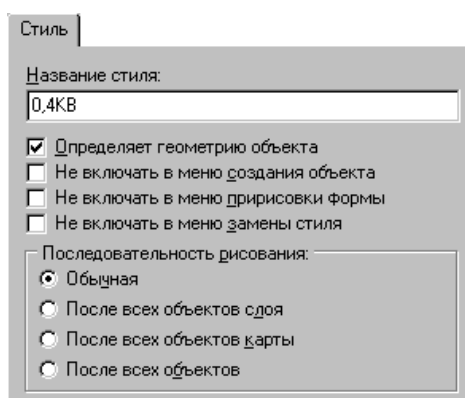 Стиль
Название стиля:
0,4КВ
Определяет геометрию объекта
Не включать в меню создания объекта
Не включать в меню пририсовки формы
Не включать в меню замены стиля
Последовательность рисования:
Обычная
После всех объектов слоя
После всех объектов карты
После всех объектов